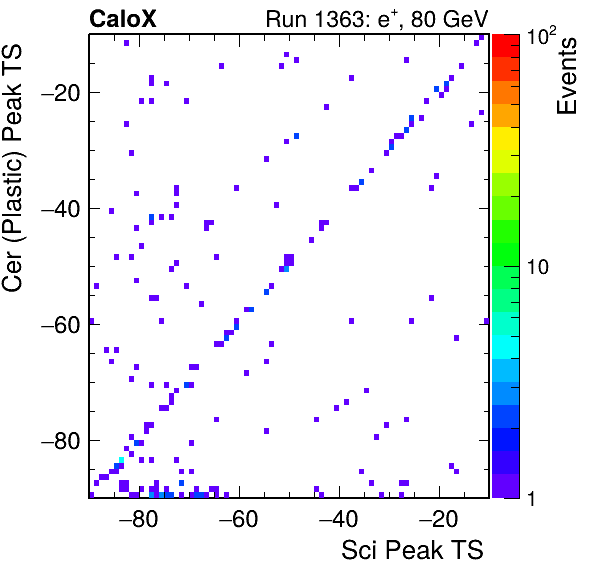 CaloX Run 1363: e+, 80 GeV
Cer (Plastic) Peak TS
−20
−40
−60
−80
−80 −60 −40 −20
Sci Peak TS
10²
10
1
Events